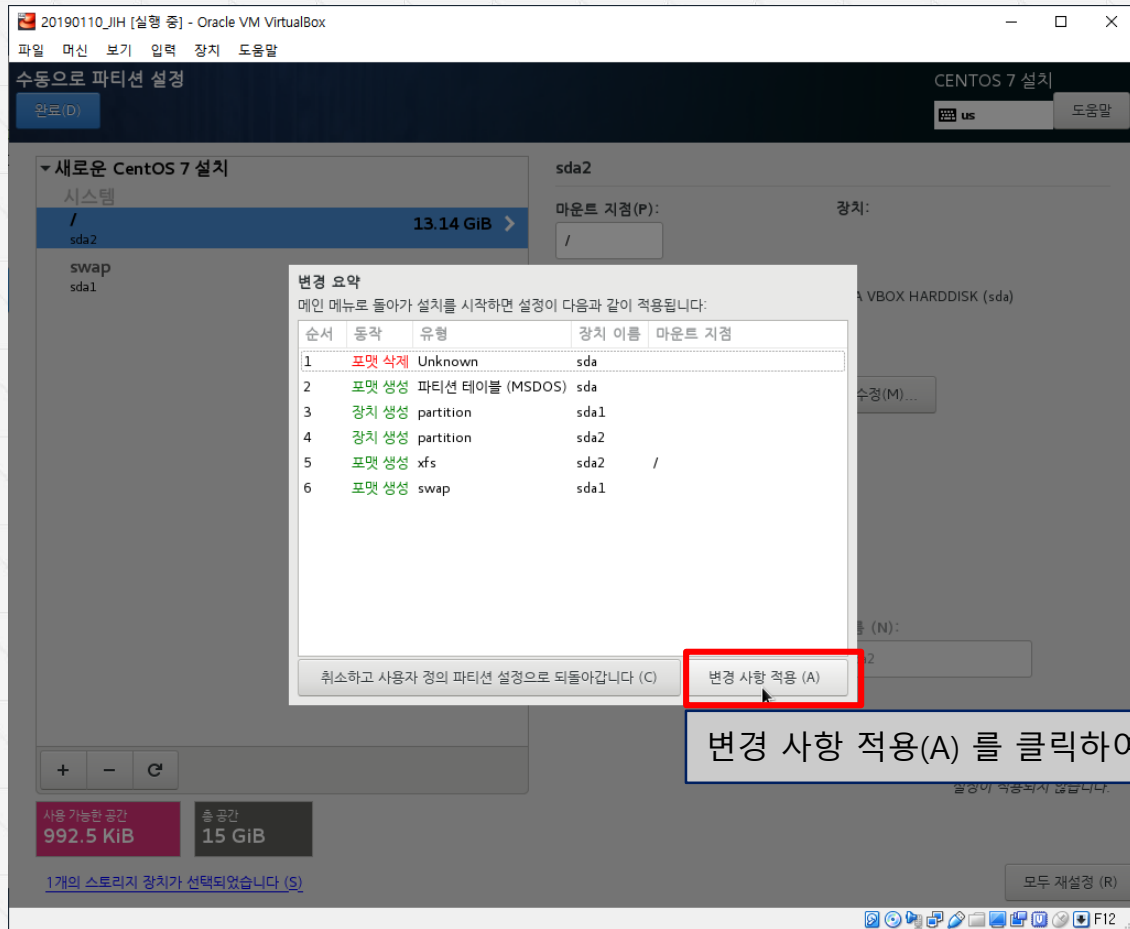 20190110_JIH [실행 중] - Oracle VM VirtualBox
파일 머신 보기 입력 장치 도움말
수동으로 파티션 설정
CENTOS 7 설치
완료(D)
us
도움말
새로운 CentOS 7 설치
시스템
/
13.14 GiB
sda2
swap
sda1
sda2
마운트 지점(P):
장치:
/
VBOX HARDDISK (sda)
수정(M)...
(N):
변경 요약
메인 메뉴로 돌아가 설치를 시작하면 설정이 다음과 같이 적용됩니다:
순서 동작 유형 장치 이름 마운트 지점
1 포맷 삭제 Unknown sda
2 포맷 생성 파티션 테이블 (MSDOS) sda
3 장치 생성 partition sda1
4 장치 생성 partition sda2
5 포맷 생성 xfs sda2 /
6 포맷 생성 swap sda1
취소하고 사용자 정의 파티션 설정으로 되돌아갑니다 (C)
변경 사항 적용 (A)
변경 사항 적용(A) 를 클릭하여
설정이 적용되지 않습니다.
+ −
사용 가능한 공간
992.5 KiB
총 공간
15 GiB
1개의 스토리지 장치가 선택되었습니다 (S)
모두 재설정 (R)
F12